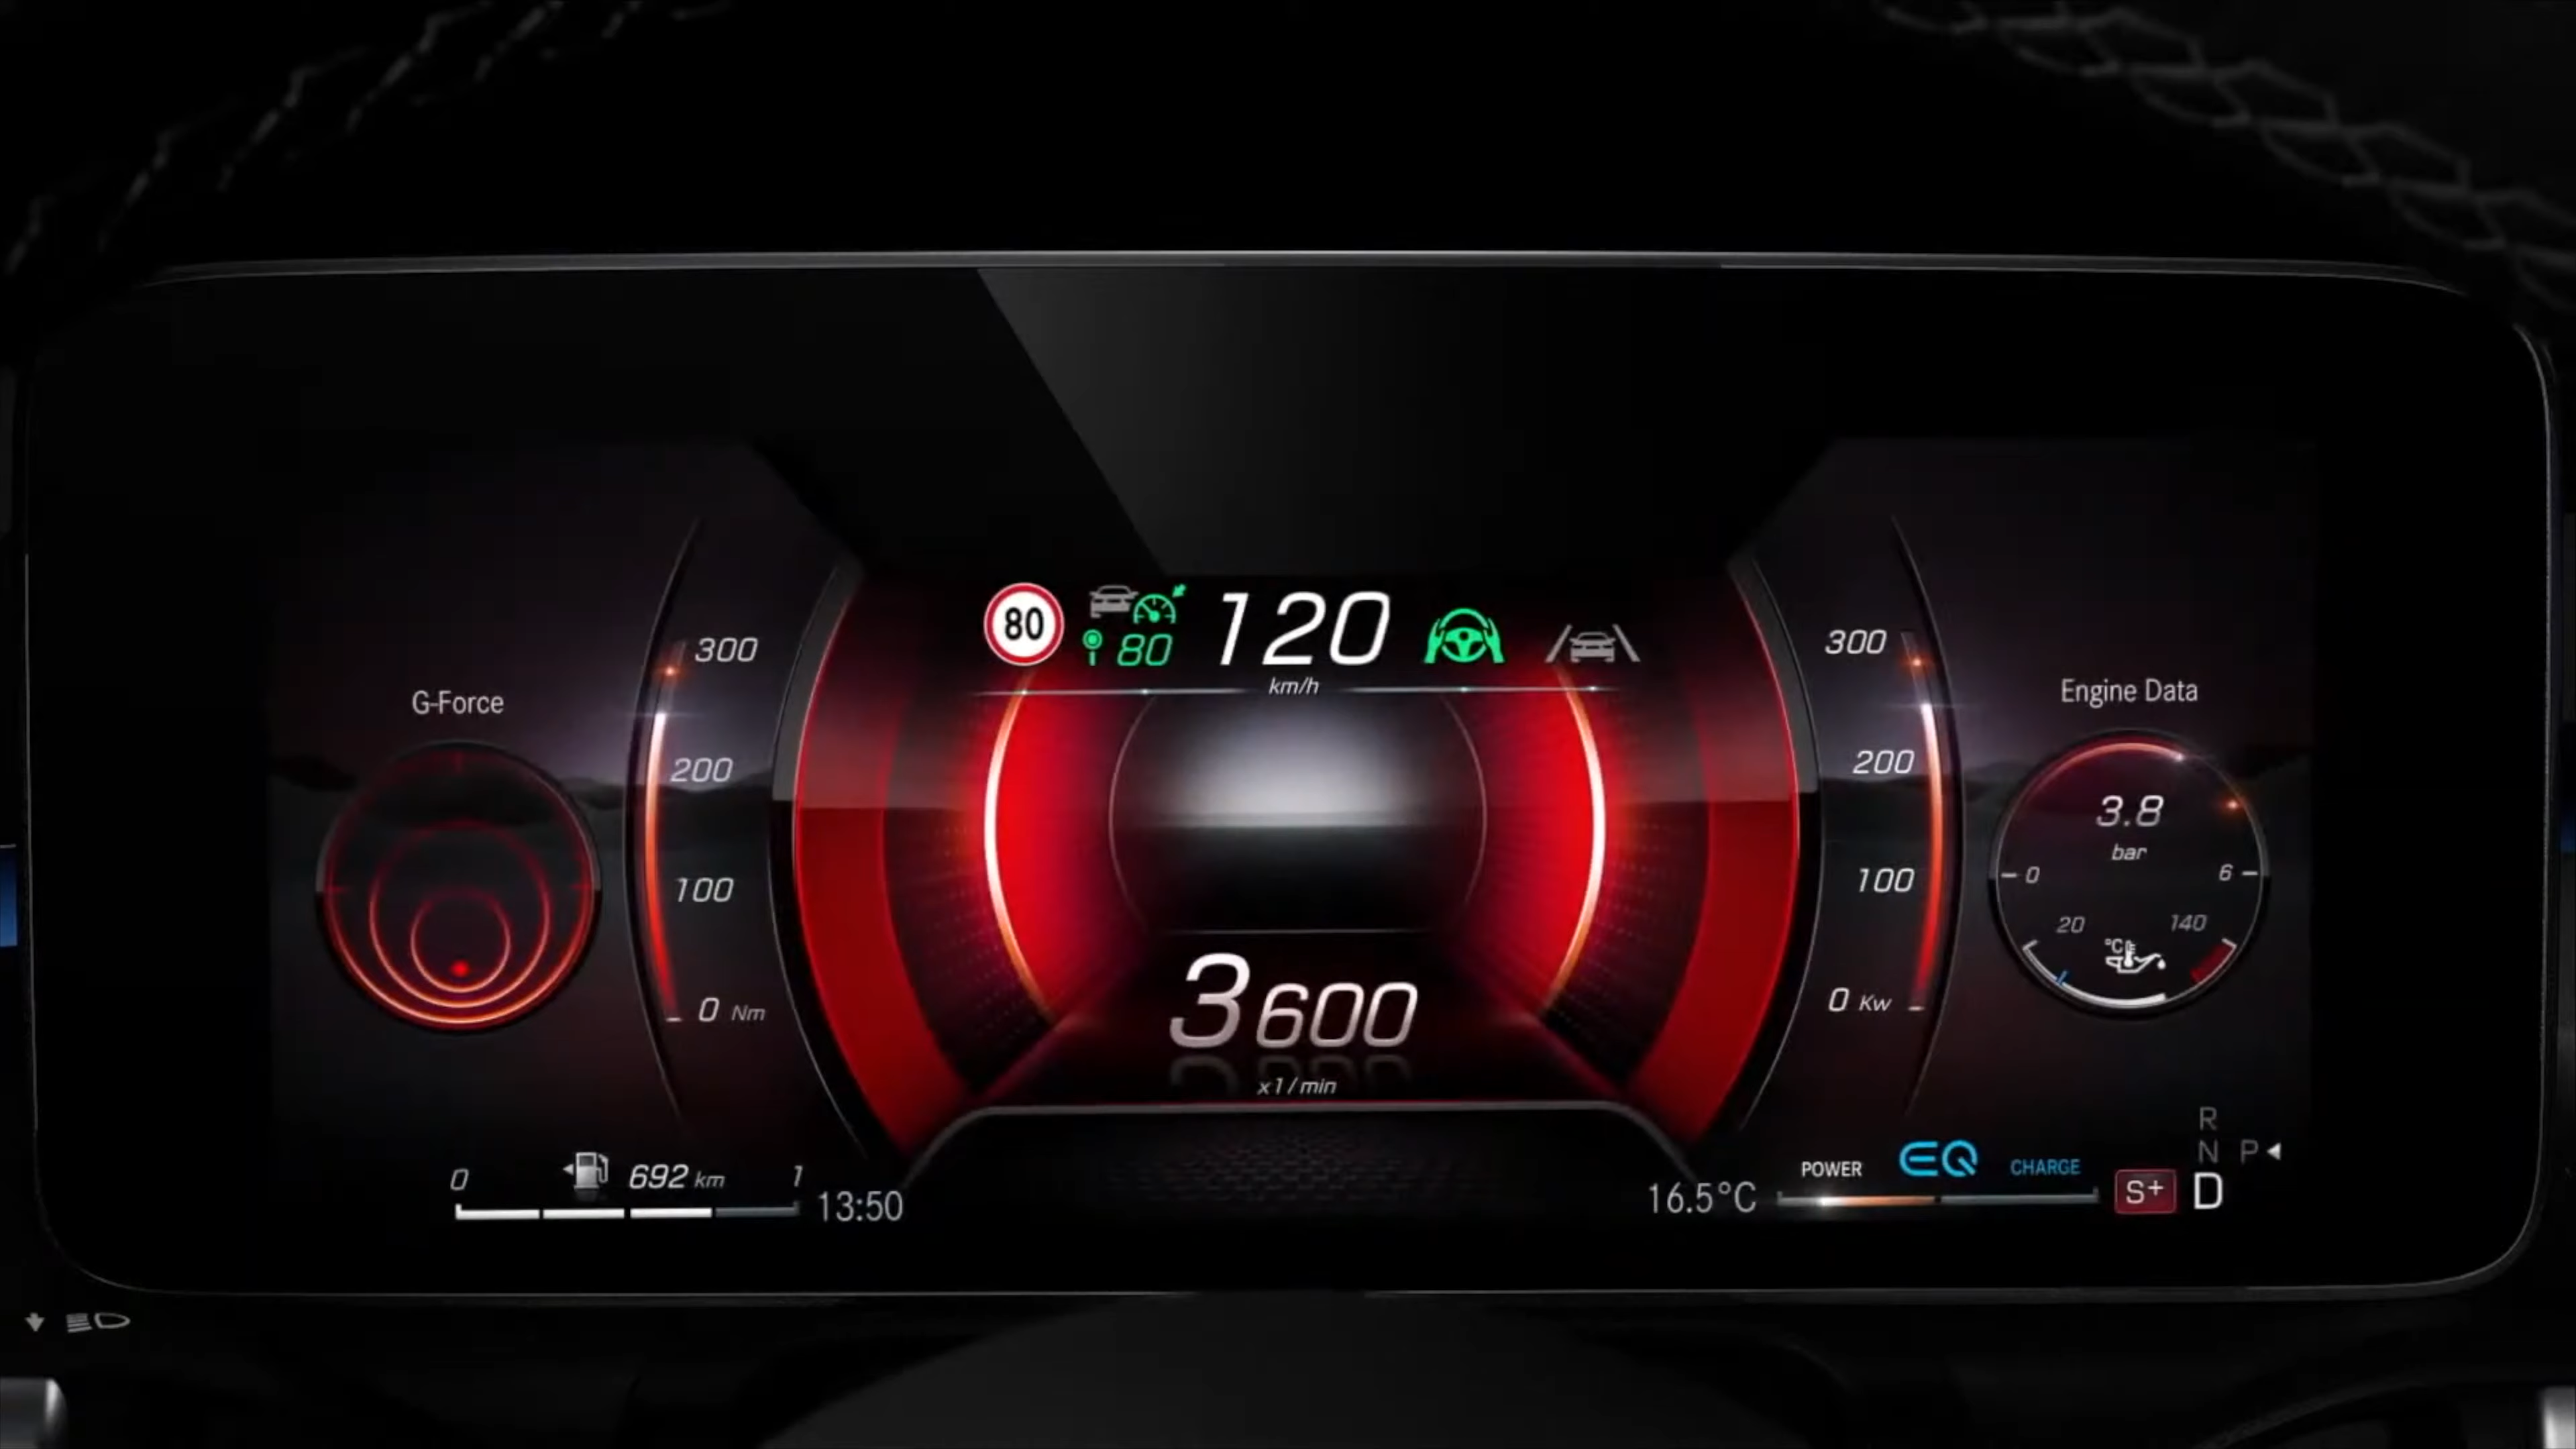 80
80
120
km/h
G-Force
300
200
100
0 Nm
300
200
100
0 Kw
Engine Data
3.8
bar
0
6
20
140
°C
3600
x1/min
0
692 km
1
13:50
16.5°C
POWER
EQ
CHARGE
S+
R
N P
D